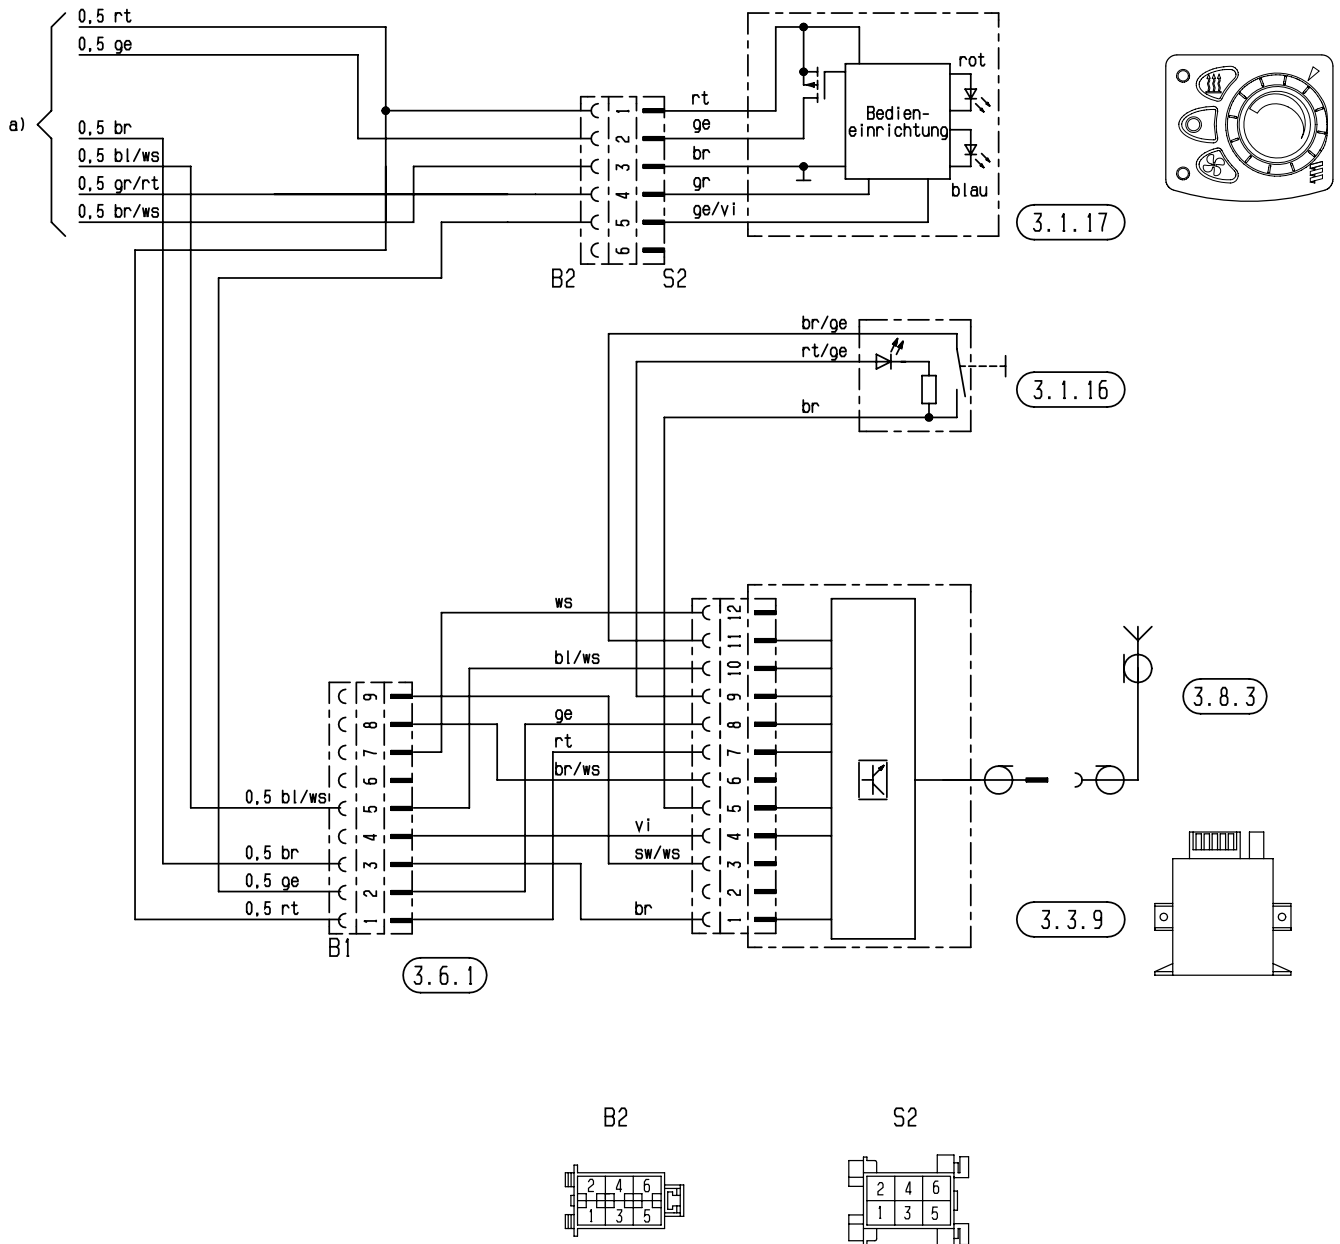 0,5 rt
0,5 ge
a)
0,5 br
0,5 bl/ws
0,5 gr/rt
0,5 br/ws
1
2
3
4
5
6
B2
S2
rt
ge
br
gr
ge/vi
Bedien-
einrichtung
rot
blau
3.1.17
br/ge
rt/ge
br
3.1.16
ws
bl/ws
ge
rt
br/ws
vi
sw/ws
br
12
11
10
9
8
7
6
5
4
3
2
1
3.8.3
3.3.9
9
8
7
6
5
4
3
2
1
0,5 bl/ws
0,5 br
0,5 ge
0,5 rt
B1
3.6.1
B2
S2
2 4 6
1 3 5
2 4 6
1 3 5